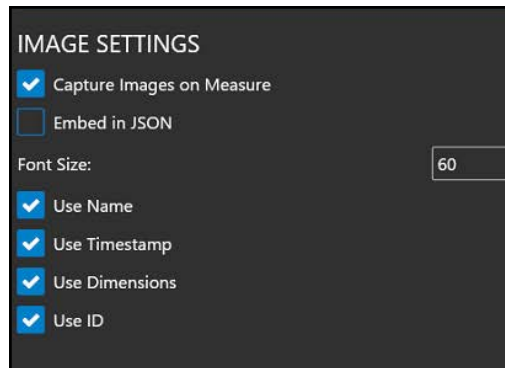 IMAGE SETTINGS
Capture Images on Measure
Embed in JSON
Font Size: 60
Use Name
Use Timestamp
Use Dimensions
Use ID